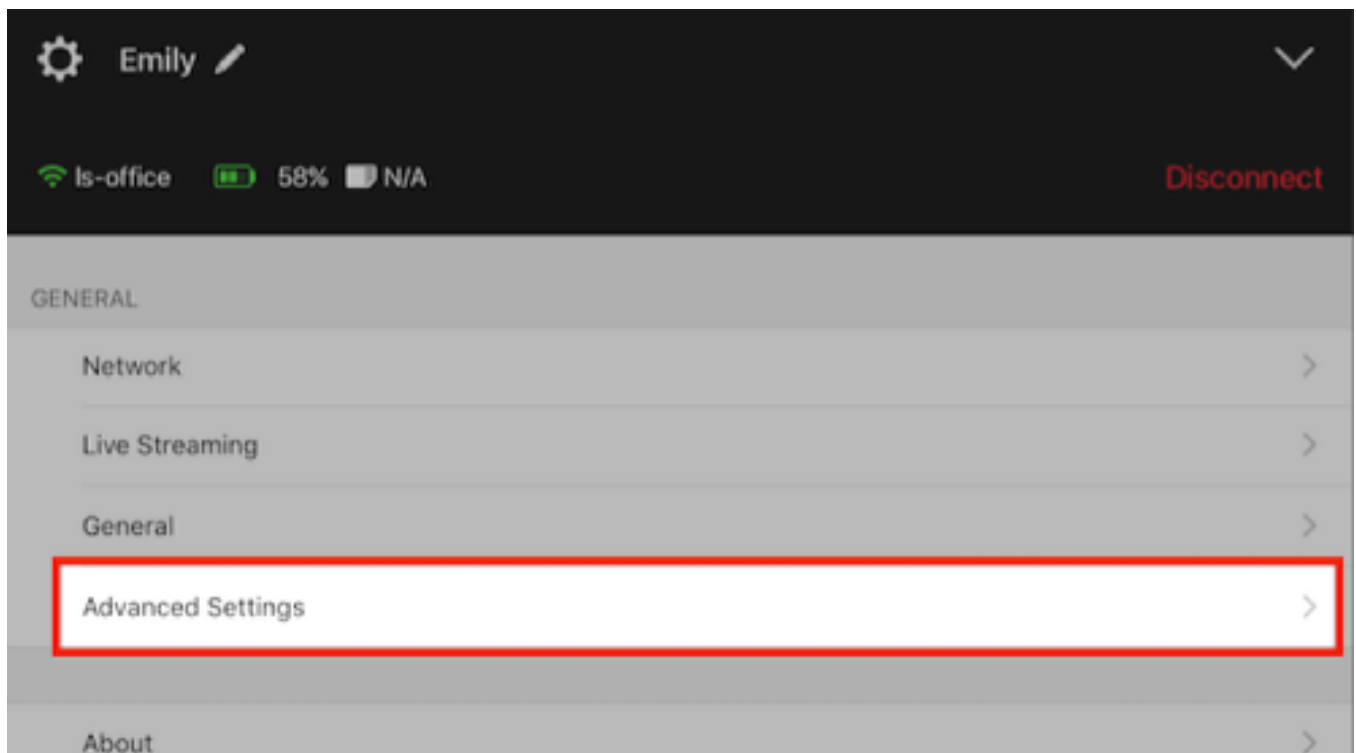 Emily
ls-office 58% N/A Disconnect
GENERAL
Network
Live Streaming
General
Advanced Settings
About